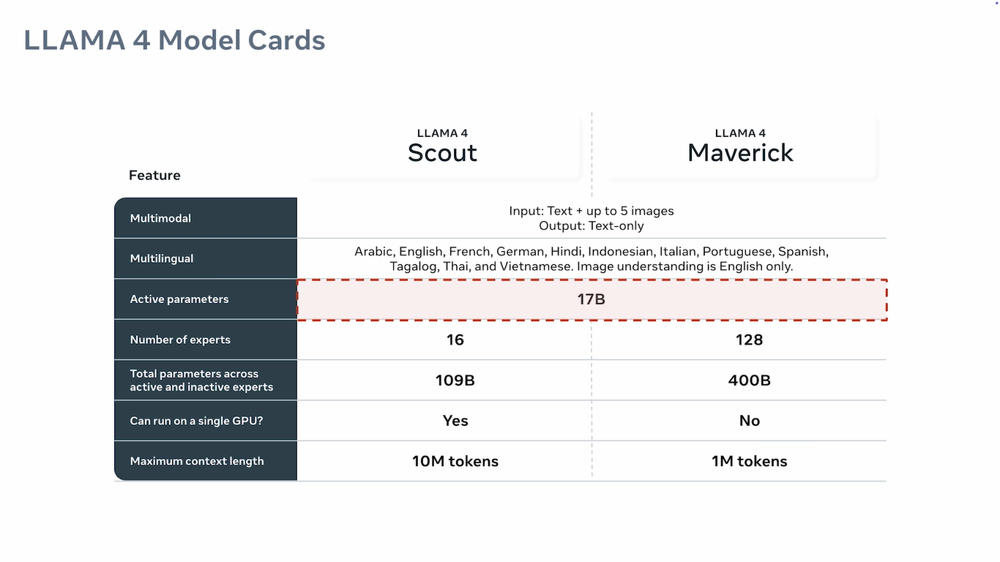 LLAMA 4 Model Cards
LLAMA 4
Scout
LLAMA 4
Maverick
Feature
Multimodal
Input: Text + up to 5 images
Output: Text-only
Multilingual
Arabic, English, French, German, Hindi, Indonesian, Italian, Portuguese, Spanish,
Tagalog, Thai, and Vietnamese. Image understanding is English only.
Active parameters
17B
Number of experts
16
128
Total parameters across
active and inactive experts
109B
400B
Can run on a single GPU?
Yes
No
Maximum context length
10M tokens
1M tokens